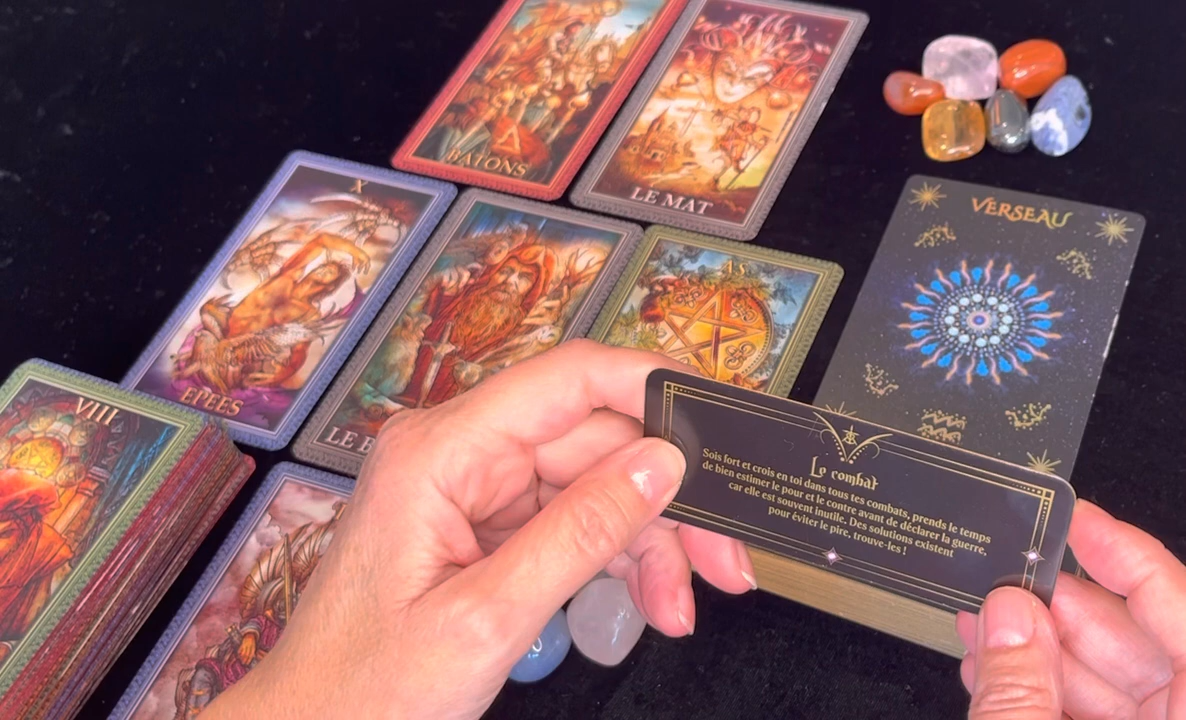 BATONS
LE MAT
X
EPEES
LE
AS
VERSEAU
VIII
Le combat
Sois fort et crois en toi dans tous tes combats, prends le temps
de bien estimer le pour et le contre avant de déclarer la guerre,
car elle est souvent inutile. Des solutions existent
pour éviter le pire, trouve-les !